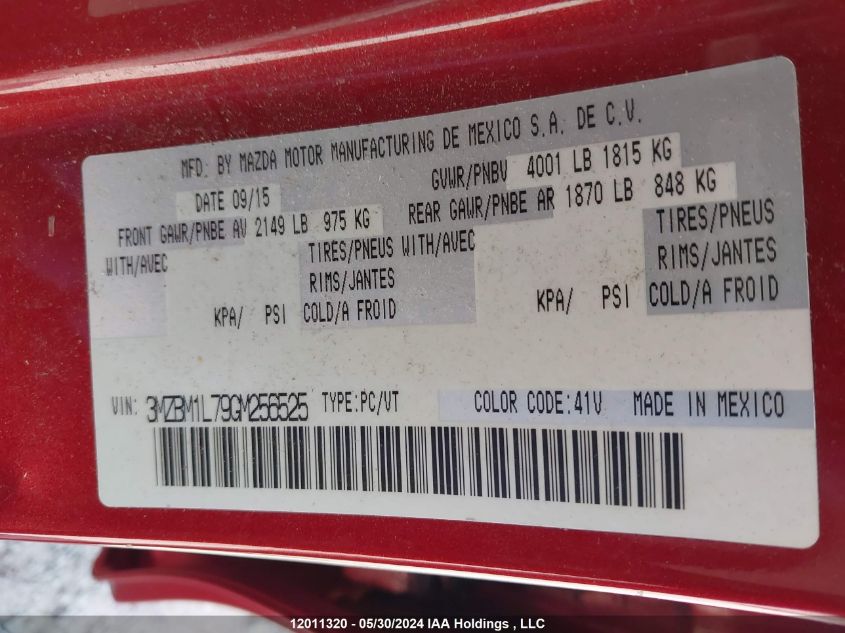 MFD. BY MAZDA MOTOR MANUFACTURING DE MEXICO S.A. DE C.V.
DATE 09/15 GVWR/PNBV 4001 LB 1815 KG
FRONT GAWR/PNBE AV 2149 LB 975 KG REAR GAWR/PNBE AR 1870 LB 848 KG
WITH/AVEC TIRES/PNEUS WITH/AVEC TIRES/PNEUS
RIMS/JANTES RIMS/JANTES
KPA/ PSI COLD/A FROID KPA/ PSI COLD/A FROID
VIN: 3MZBM1L79GM256525 TYPE:PC/VT COLOR CODE:41V MADE IN MEXICO
12011320 - 05/30/2024 IAA Holdings , LLC